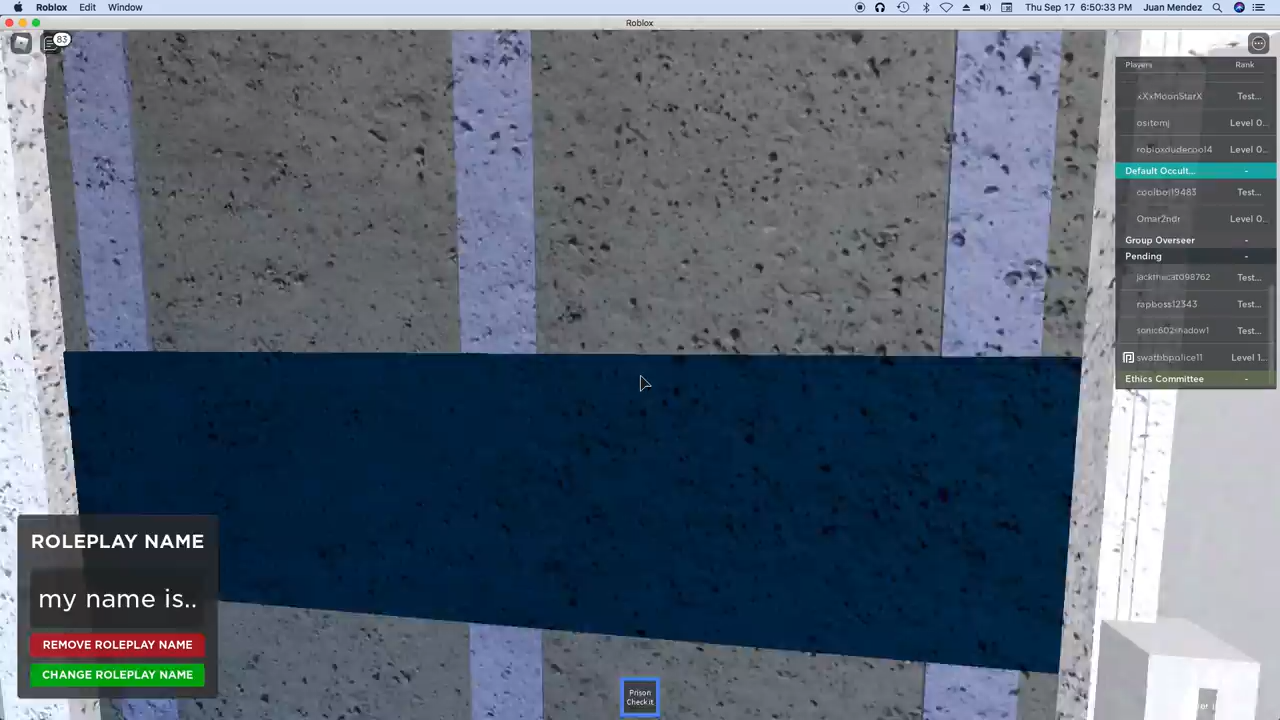 Roblox Edit Window Thu Sep 17 6:50:33 PM Juan Mendez
Roblox
83
Players Rank
xXxMoonStarX Test...
ositomj Level 0...
robloxdudecool4 Level 0...
Default Occult... -
coolboi19483 Test...
Omar2ndr Level 0...
Group Overseer -
Pending -
jackthecat098762 Test...
rapboss12343 Test...
sonic602shadow1 Test...
swatbbpolice11 Level 1...
Ethics Committee -
ROLEPLAY NAME
my name is..
REMOVE ROLEPLAY NAME
CHANGE ROLEPLAY NAME
Prison
Check it